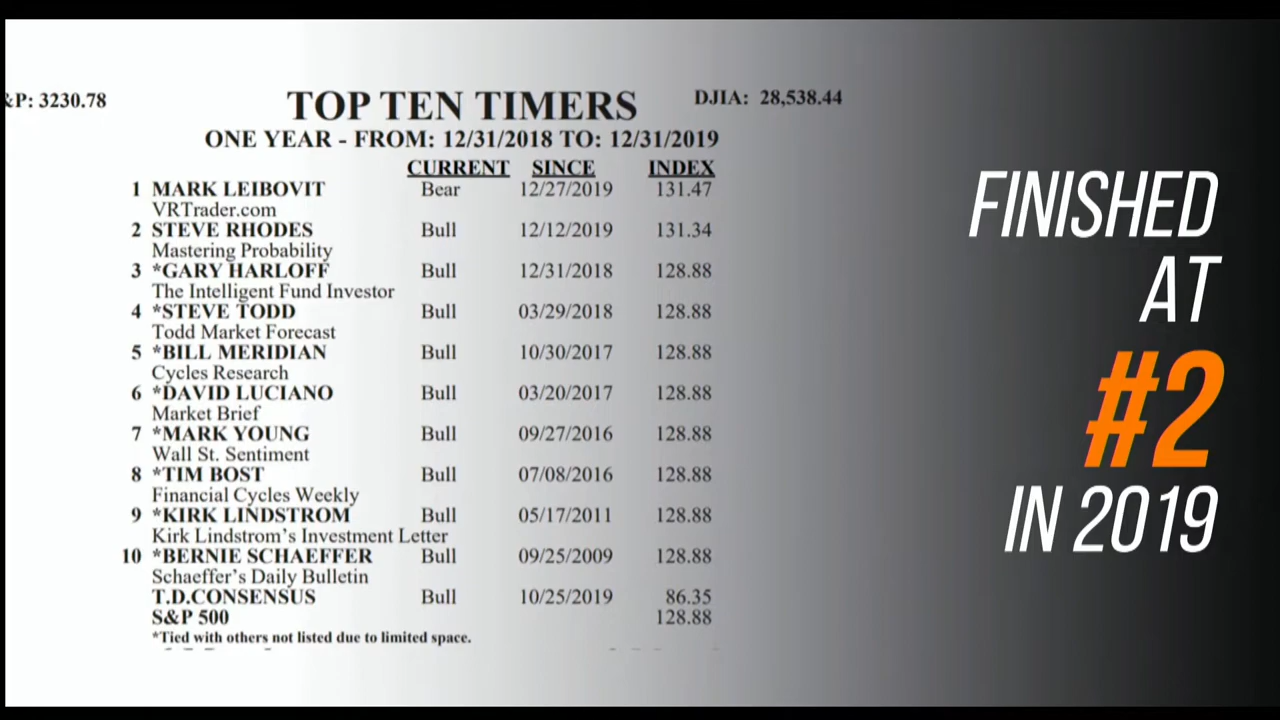 &P: 3230.78
TOP TEN TIMERS
DJIA: 28,538.44
ONE YEAR - FROM: 12/31/2018 TO: 12/31/2019
CURRENT SINCE INDEX
1 MARK LEIBOVIT Bear 12/27/2019 131.47
VRTrader.com
2 STEVE RHODES Bull 12/12/2019 131.34
Mastering Probability
3 *GARY HARLOFF Bull 12/31/2018 128.88
The Intelligent Fund Investor
4 *STEVE TODD Bull 03/29/2018 128.88
Todd Market Forecast
5 *BILL MERIDIAN Bull 10/30/2017 128.88
Cycles Research
6 *DAVID LUCIANO Bull 03/20/2017 128.88
Market Brief
7 *MARK YOUNG Bull 09/27/2016 128.88
Wall St. Sentiment
8 *TIM BOST Bull 07/08/2016 128.88
Financial Cycles Weekly
9 *KIRK LINDSTROM Bull 05/17/2011 128.88
Kirk Lindstrom's Investment Letter
10 *BERNIE SCHAEFFER Bull 09/25/2009 128.88
Schaeffer's Daily Bulletin
T.D.CONSENSUS Bull 10/25/2019 86.35
S&P 500 128.88
*Tied with others not listed due to limited space.
FINISHED
AT
#2
IN 2019